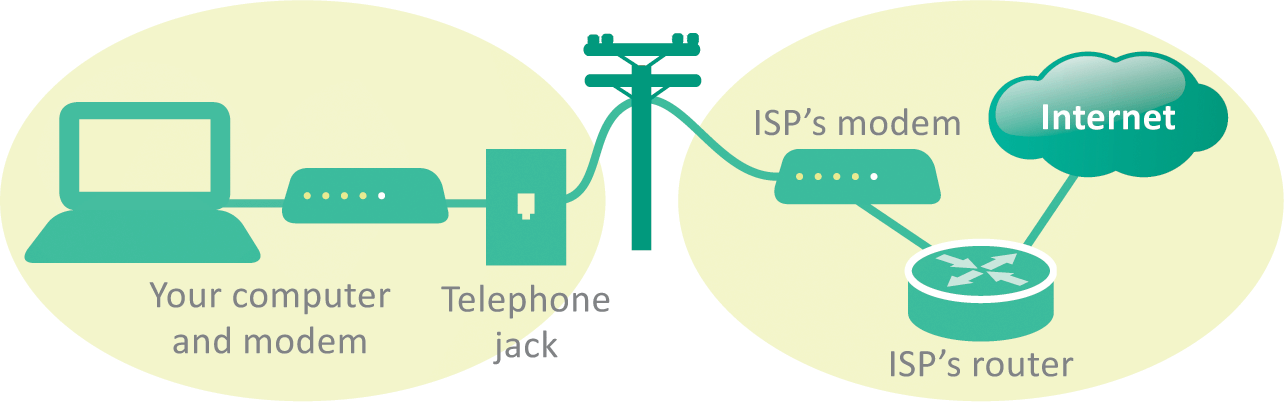 Your computer
and modem
Telephone
jack
ISP’s modem
Internet
ISP’s router